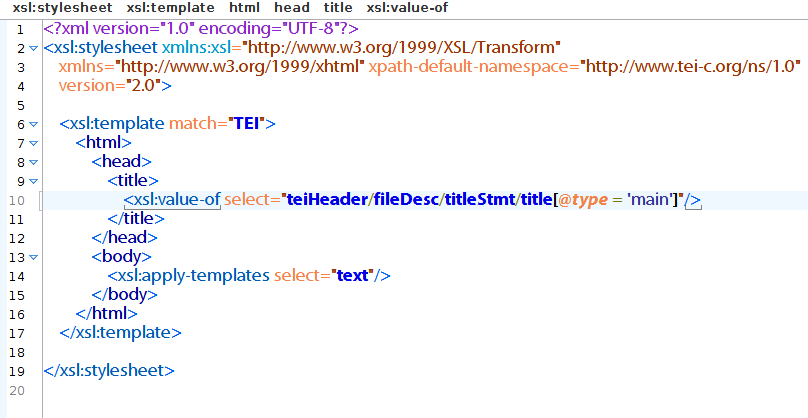 xsl:stylesheet xsl:template html head title xsl:value-of
1 <?xml version="1.0" encoding="UTF-8"?>
2 <xsl:stylesheet xmlns:xsl="http://www.w3.org/1999/XSL/Transform"
3 xmlns="http://www.w3.org/1999/xhtml" xpath-default-namespace="http://www.tei-c.org/ns/1.0"
4 version="2.0">
5
6 <xsl:template match="TEI">
7 <html>
8 <head>
9 <title>
10 <xsl:value-of select="teiHeader/fileDesc/titleStmt/title[@type = 'main']"/>
11 </title>
12 </head>
13 <body>
14 <xsl:apply-templates select="text"/>
15 </body>
16 </html>
17 </xsl:template>
18
19 </xsl:stylesheet>
20